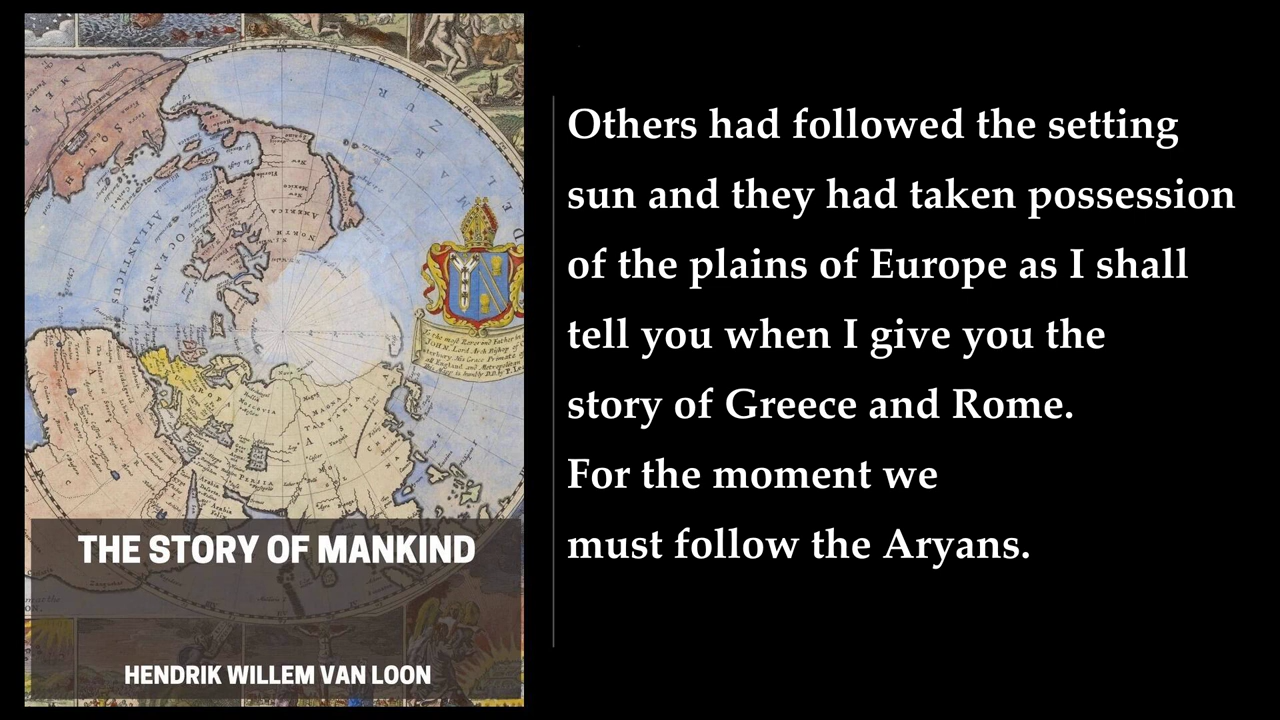 THE STORY OF MANKIND
HENDRIK WILLEM VAN LOON
Others had followed the setting
sun and they had taken possession
of the plains of Europe as I shall
tell you when I give you the
story of Greece and Rome.
For the moment we
must follow the Aryans.